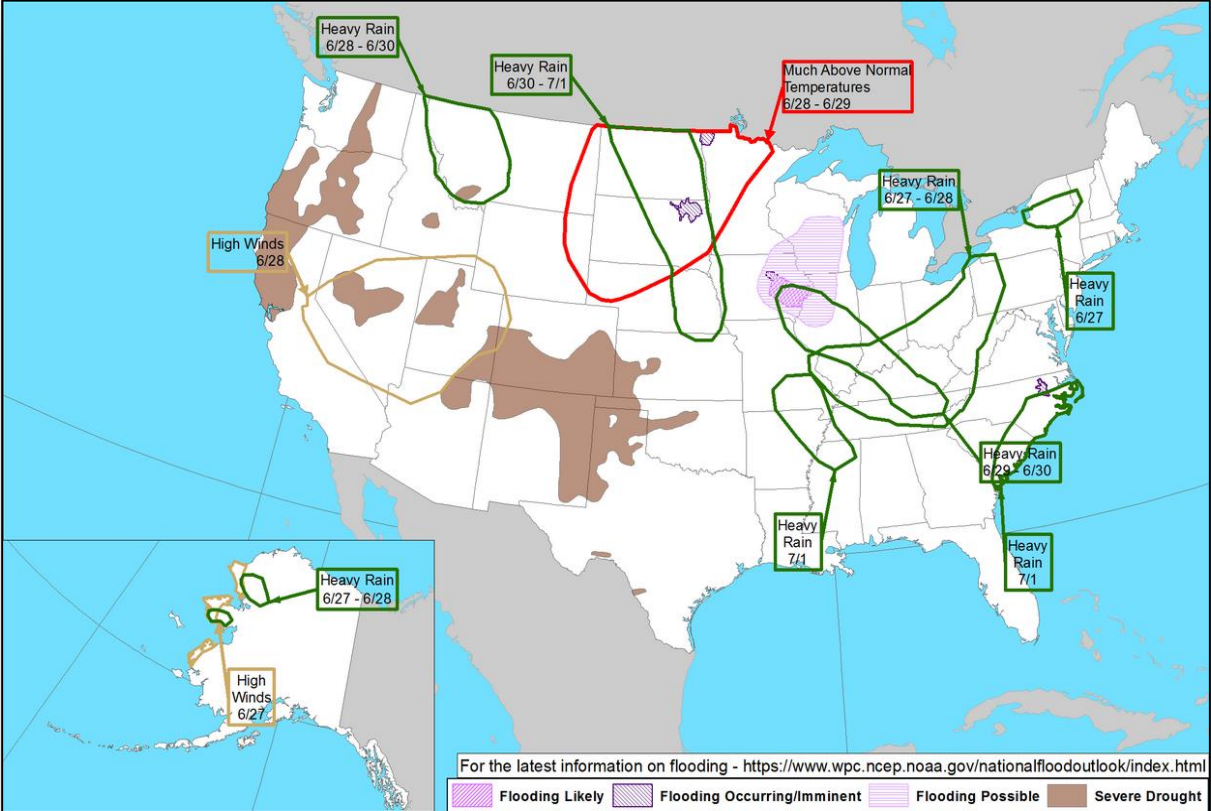 Heavy Rain
6/28 - 6/30
Heavy Rain
6/30 - 7/1
Much Above Normal
Temperatures
6/28 - 6/29
Heavy Rain
6/27 - 6/28
High Winds
6/28
Heavy
Rain
6/27
Heavy Rain
6/29 - 6/30
Heavy
Rain
7/1
Heavy
Rain
7/1
Heavy Rain
6/27 - 6/28
High
Winds
6/27
For the latest information on flooding - https://www.wpc.ncep.noaa.gov/nationalfloodoutlook/index.html
Flooding Likely
Flooding Occurring/Imminent
Flooding Possible
Severe Drought